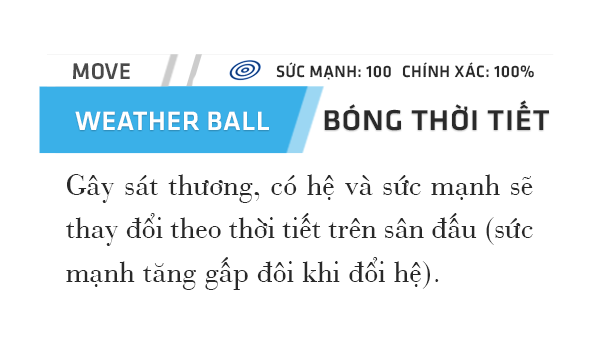 MOVE SỨC MẠNH: 100 CHÍNH XÁC: 100%
WEATHER BALL BÓNG THỜI TIẾT
Gây sát thương, có hệ và sức mạnh sẽ
thay đổi theo thời tiết trên sân đấu (sức
mạnh tăng gấp đôi khi đổi hệ).